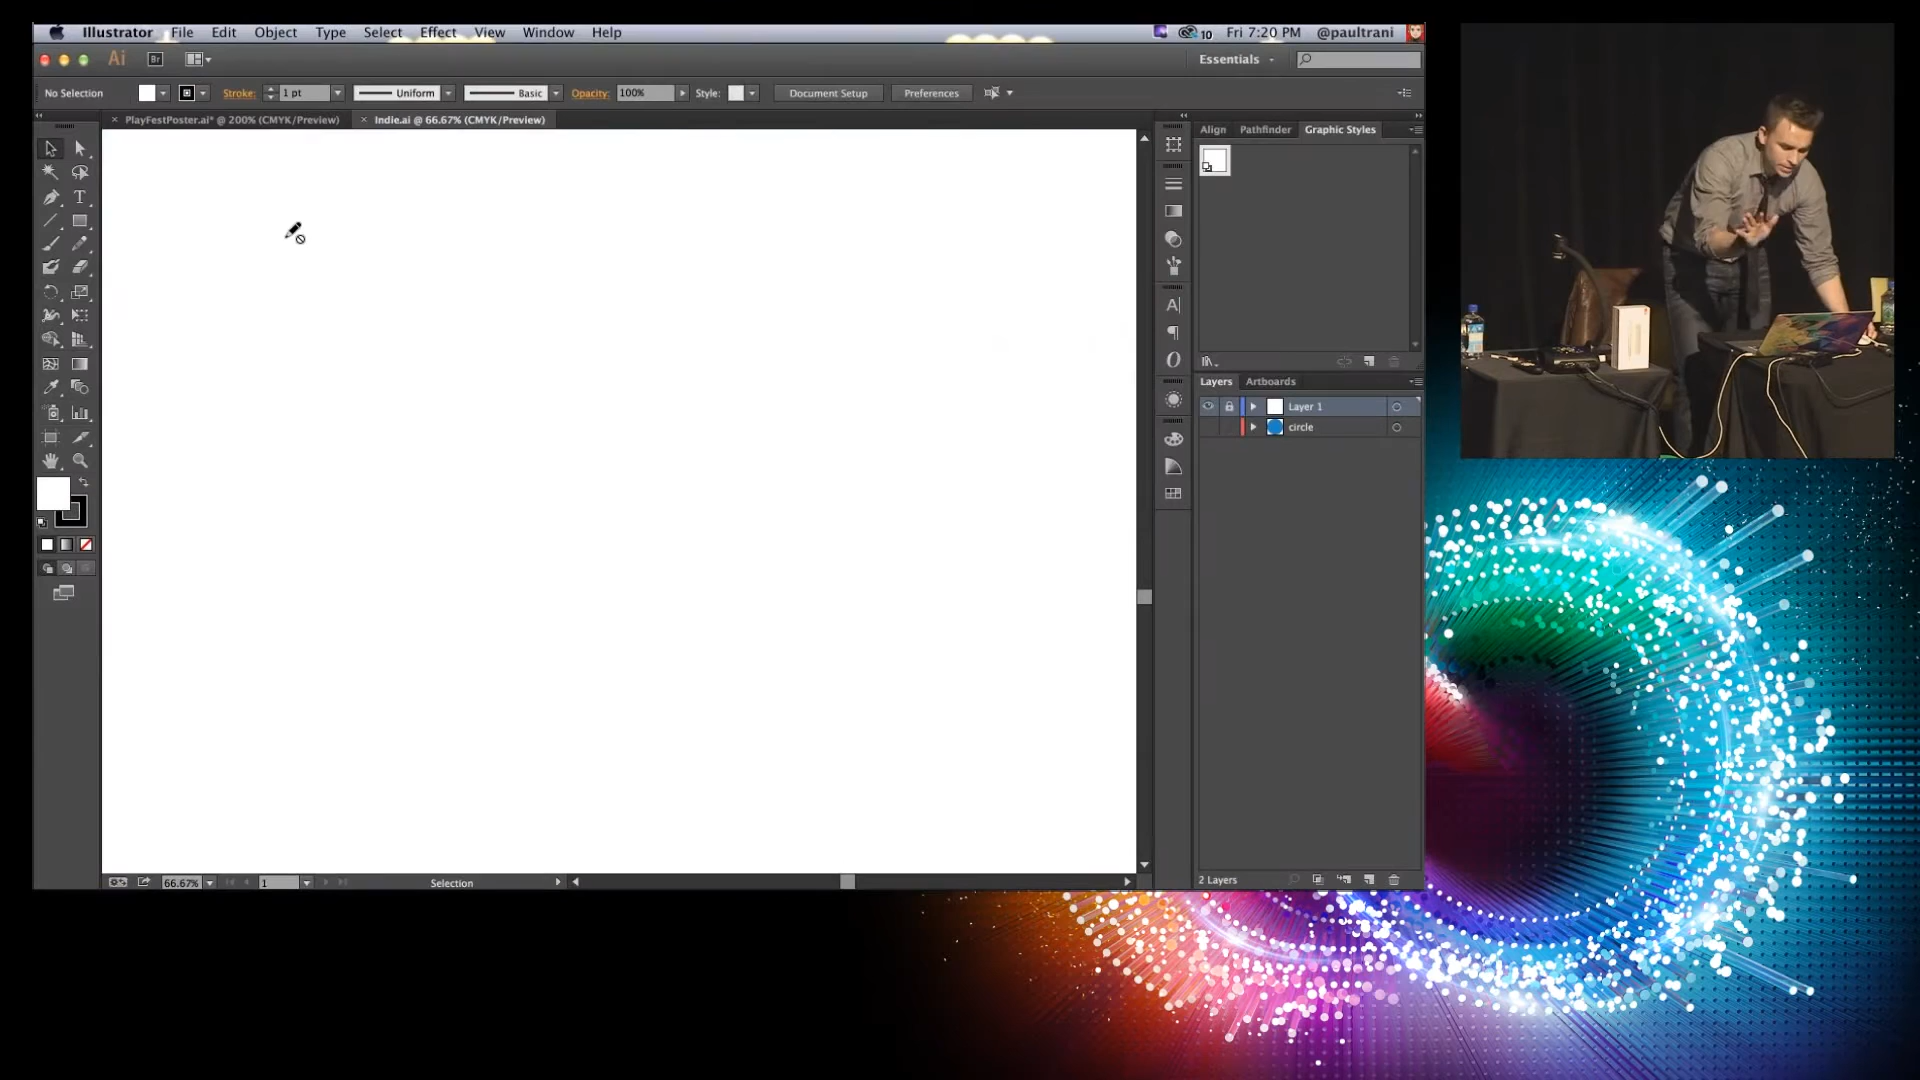 Illustrator File Edit Object Type Select Effect View Window Help 10 Fri 7:20 PM @paultrani
Ai Br Essentials
No Selection Stroke: 1 pt Uniform Basic Opacity: 100% Style: Document Setup Preferences
PlayFestPoster.ai* @ 200% (CMYK/Preview) Indie.ai @ 66.67% (CMYK/Preview)
Align Pathfinder Graphic Styles
Layers Artboards
Layer 1
circle
66.67% 1 Selection 2 Layers